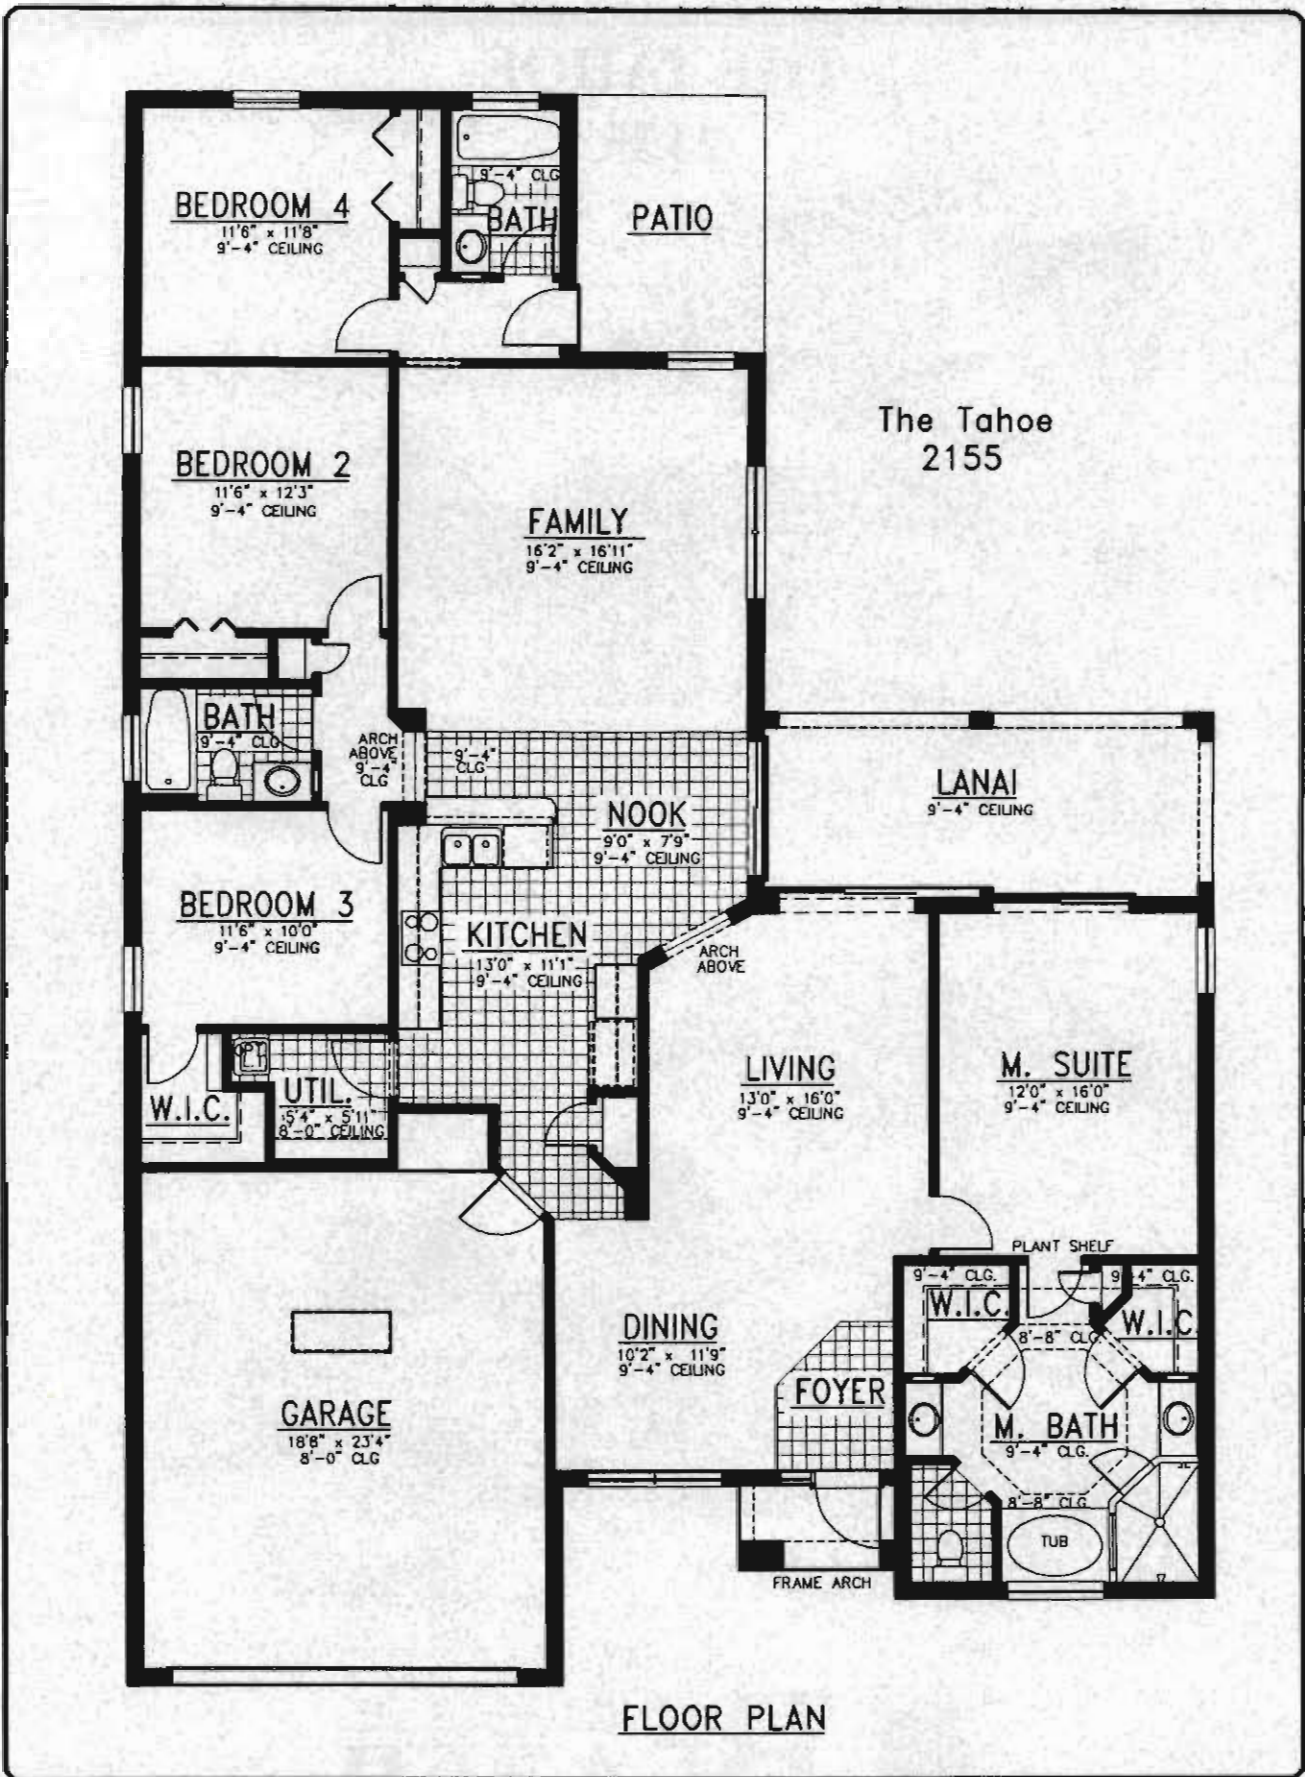 BEDROOM 4
11'6" x 11'8"
9'-4" CEILING
9'-4" CLG
BATH
PATIO
The Tahoe
2155
BEDROOM 2
11'6" x 12'3"
9'-4" CEILING
FAMILY
16'2" x 16'11"
9'-4" CEILING
BATH
9'-4" CLG
ARCH
ABOVE
9'-4"
CLG
9'-4"
CLG
NOOK
9'0" x 7'9"
9'-4" CEILING
LANAI
9'-4" CEILING
BEDROOM 3
11'6" x 10'0"
9'-4" CEILING
KITCHEN
13'0" x 11'1"
9'-4" CEILING
ARCH
ABOVE
LIVING
13'0" x 16'0"
9'-4" CEILING
M. SUITE
12'0" x 16'0"
9'-4" CEILING
W.I.C.
UTIL.
5'4" x 5'11"
8'-0" CEILING
PLANT SHELF
9'-4" CLG.
W.I.C.
9'-4" CLG.
W.I.C.
8'-8" CLG
DINING
10'2" x 11'9"
9'-4" CEILING
FOYER
GARAGE
18'8" x 23'4"
8'-0" CLG
M. BATH
9'-4" CLG.
8'-8" CLG.
TUB
FRAME ARCH
FLOOR PLAN